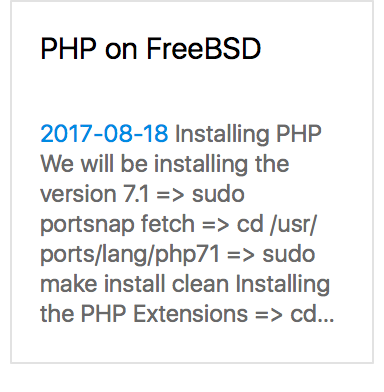 PHP on FreeBSD
2017-08-18 Installing PHP
We will be installing the
version 7.1 => sudo
portsnap fetch => cd /usr/
ports/lang/php71 => sudo
make install clean Installing
the PHP Extensions => cd...